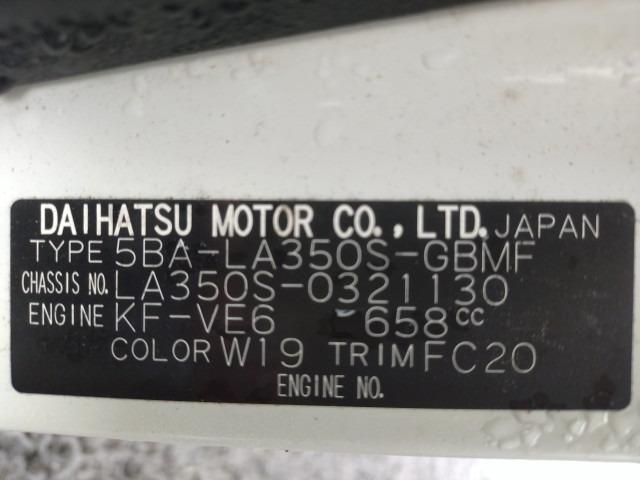 DAIHATSU MOTOR CO., LTD. JAPAN
TYPE 5BA-LA350S-GBMF
CHASSIS NO. LA350S-0321130
ENGINE KF-VE6 658cc
COLOR W19 TRIM FC20
ENGINE NO.